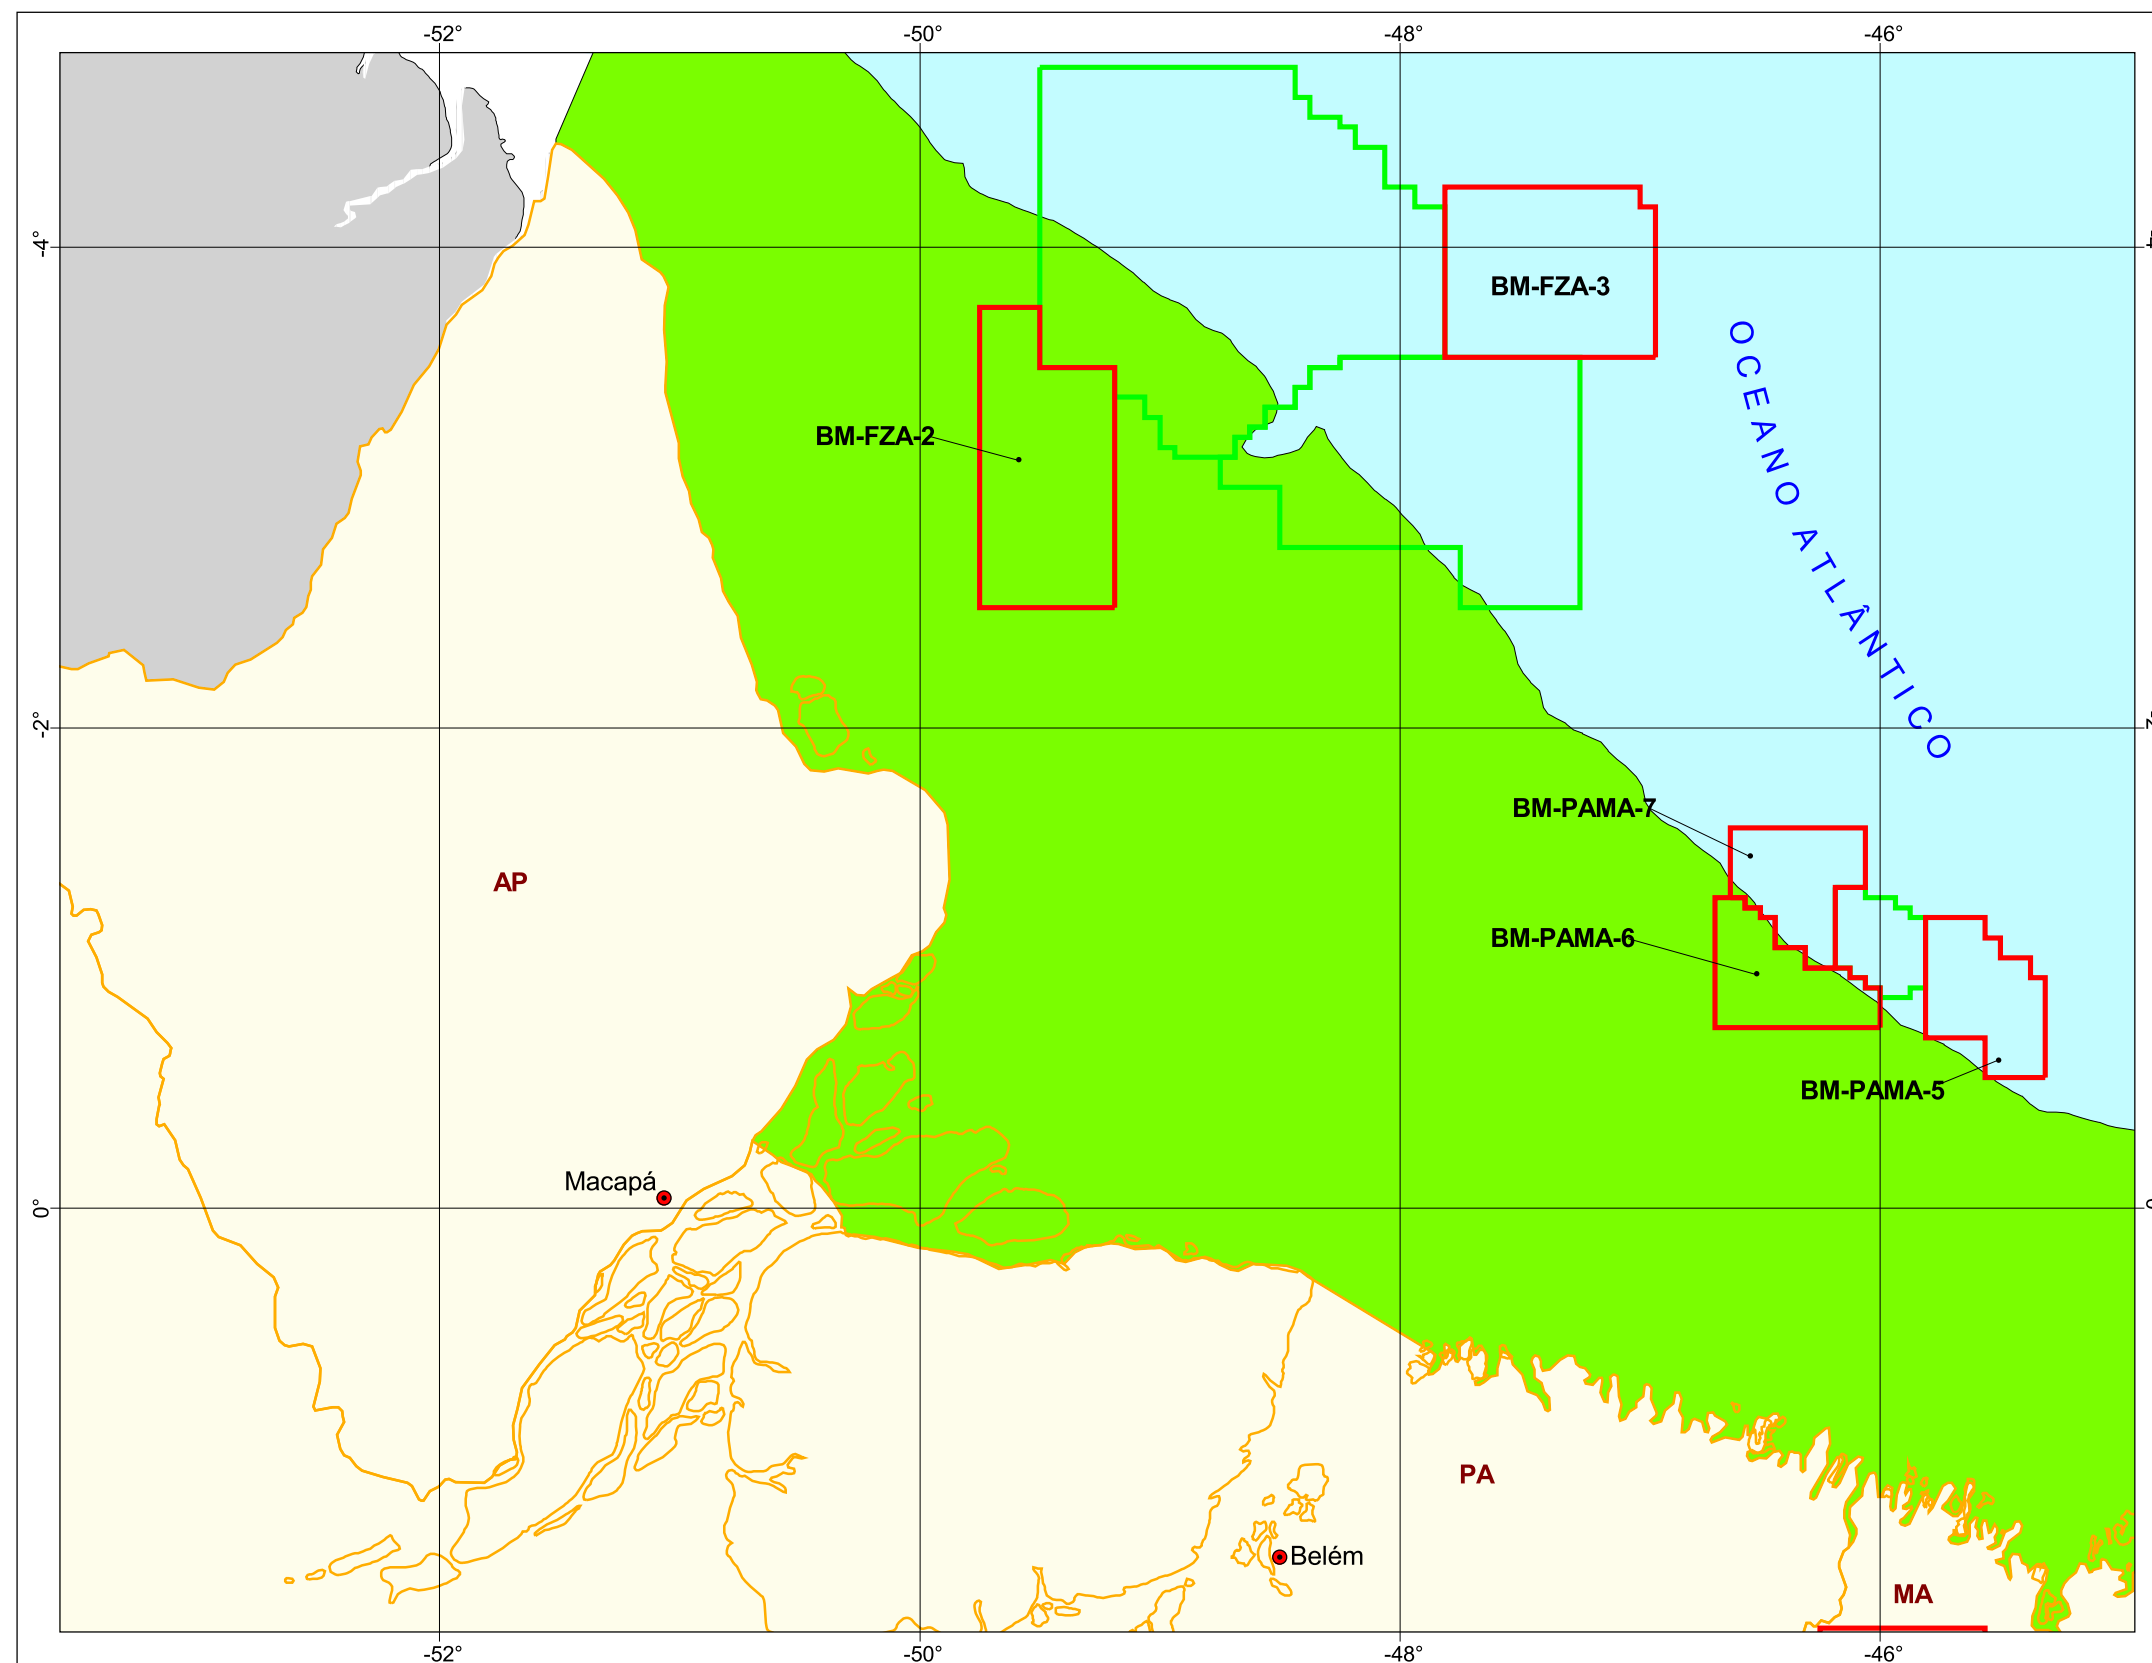 -52° -50° -48° -46°
-4°
BM-FZA-3
OCEANO ATLÂNTICO
BM-FZA-2
-2°
BM-PAMA-7
AP
BM-PAMA-6
BM-PAMA-5
Macapá
0°
PA
Belém
MA
-52° -50° -48° -46°